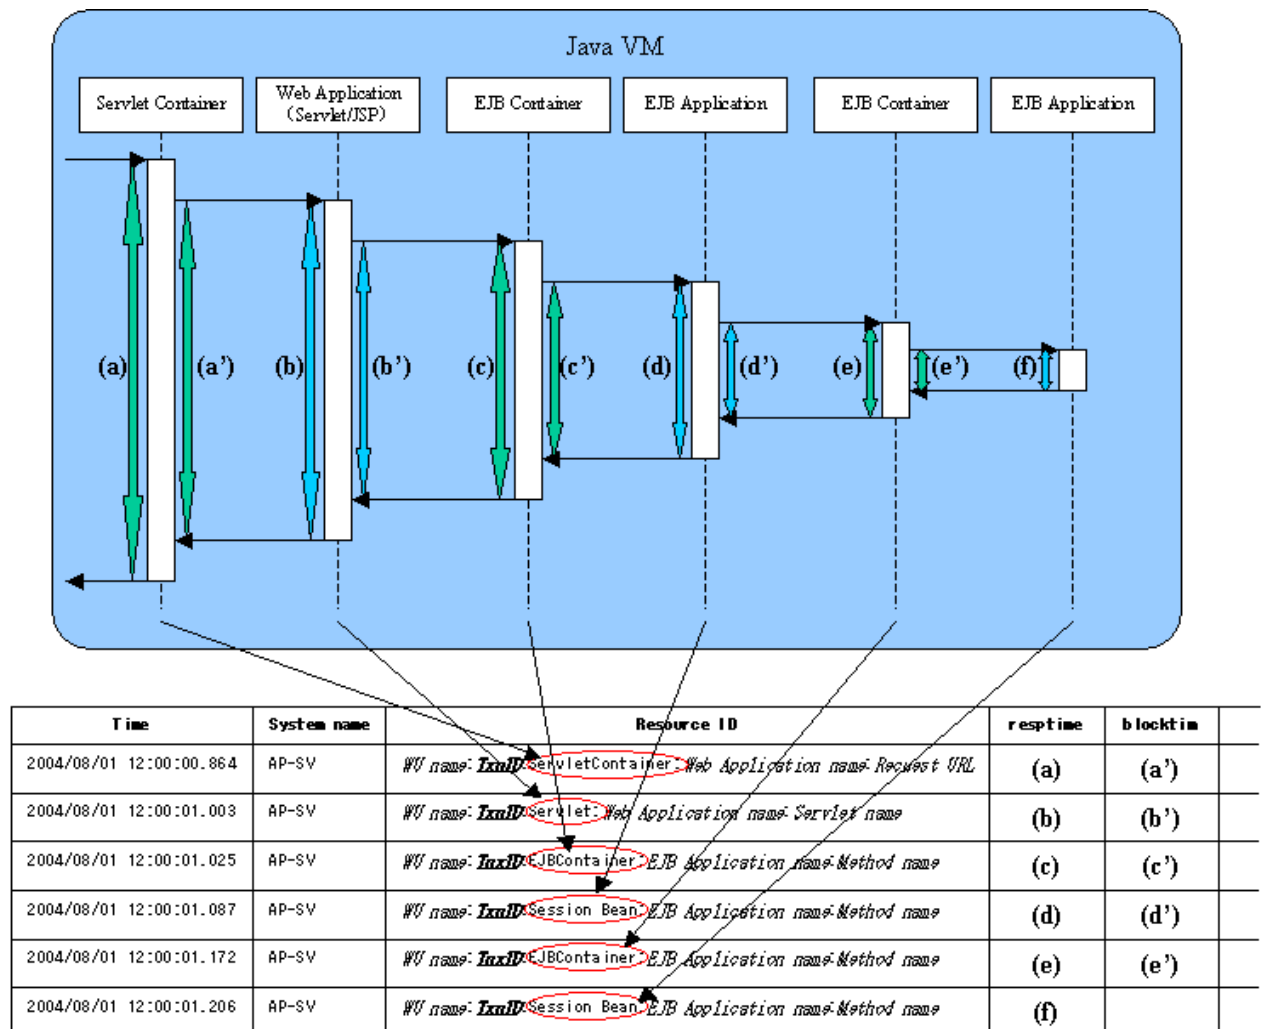 Java VM
Servlet Container
Web Application
(Servlet/JSP)
EJB Container
EJB Application
EJB Container
EJB Application
(a) (a') (b) (b') (c) (c') (d) (d') (e) (e') (f)
Time System name Resource ID resptime blocktim
2004/08/01 12:00:00.864 AP-SV WU name:TxnID:ServletContainer:Web Application name:Request URL (a) (a')
2004/08/01 12:00:01.003 AP-SV WU name:TxnID:Servlet:Web Application name:Servlet name (b) (b')
2004/08/01 12:00:01.025 AP-SV WU name:TnxID:EJBContainer:EJB Application name:Method name (c) (c')
2004/08/01 12:00:01.087 AP-SV WU name:TxnID:Session Bean:EJB Application name:Method name (d) (d')
2004/08/01 12:00:01.172 AP-SV WU name:TnxID:EJBContainer:EJB Application name:Method name (e) (e')
2004/08/01 12:00:01.206 AP-SV WU name:TxnID:Session Bean:EJB Application name:Method name (f)